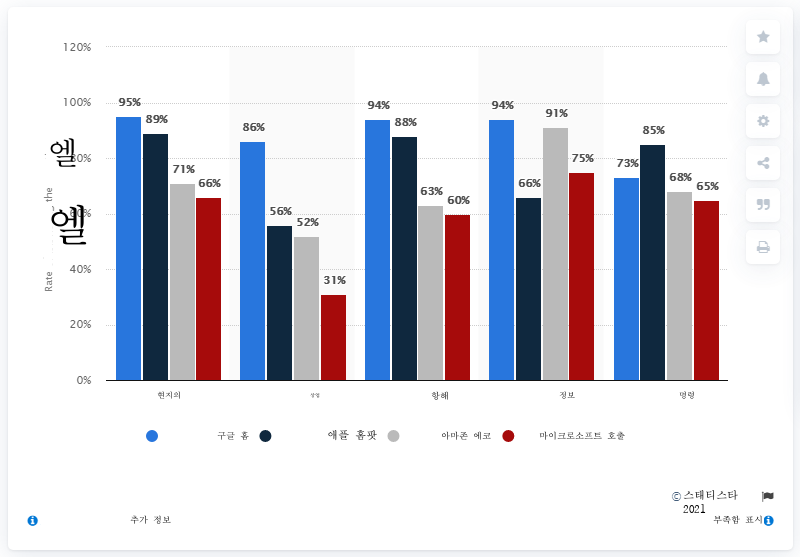 120%
100%
80%
60%
40%
20%
0%
엘
엘
Rate
the
95%
89%
71%
66%
86%
56%
52%
31%
94%
88%
63%
60%
94%
66%
91%
75%
73%
85%
68%
65%
현지의
항해
정보
명령
구글 홈
애플 홈팟
아마존 에코
마이크로소프트 호출
© 스태티스타
2021
추가 정보
부족함 표시